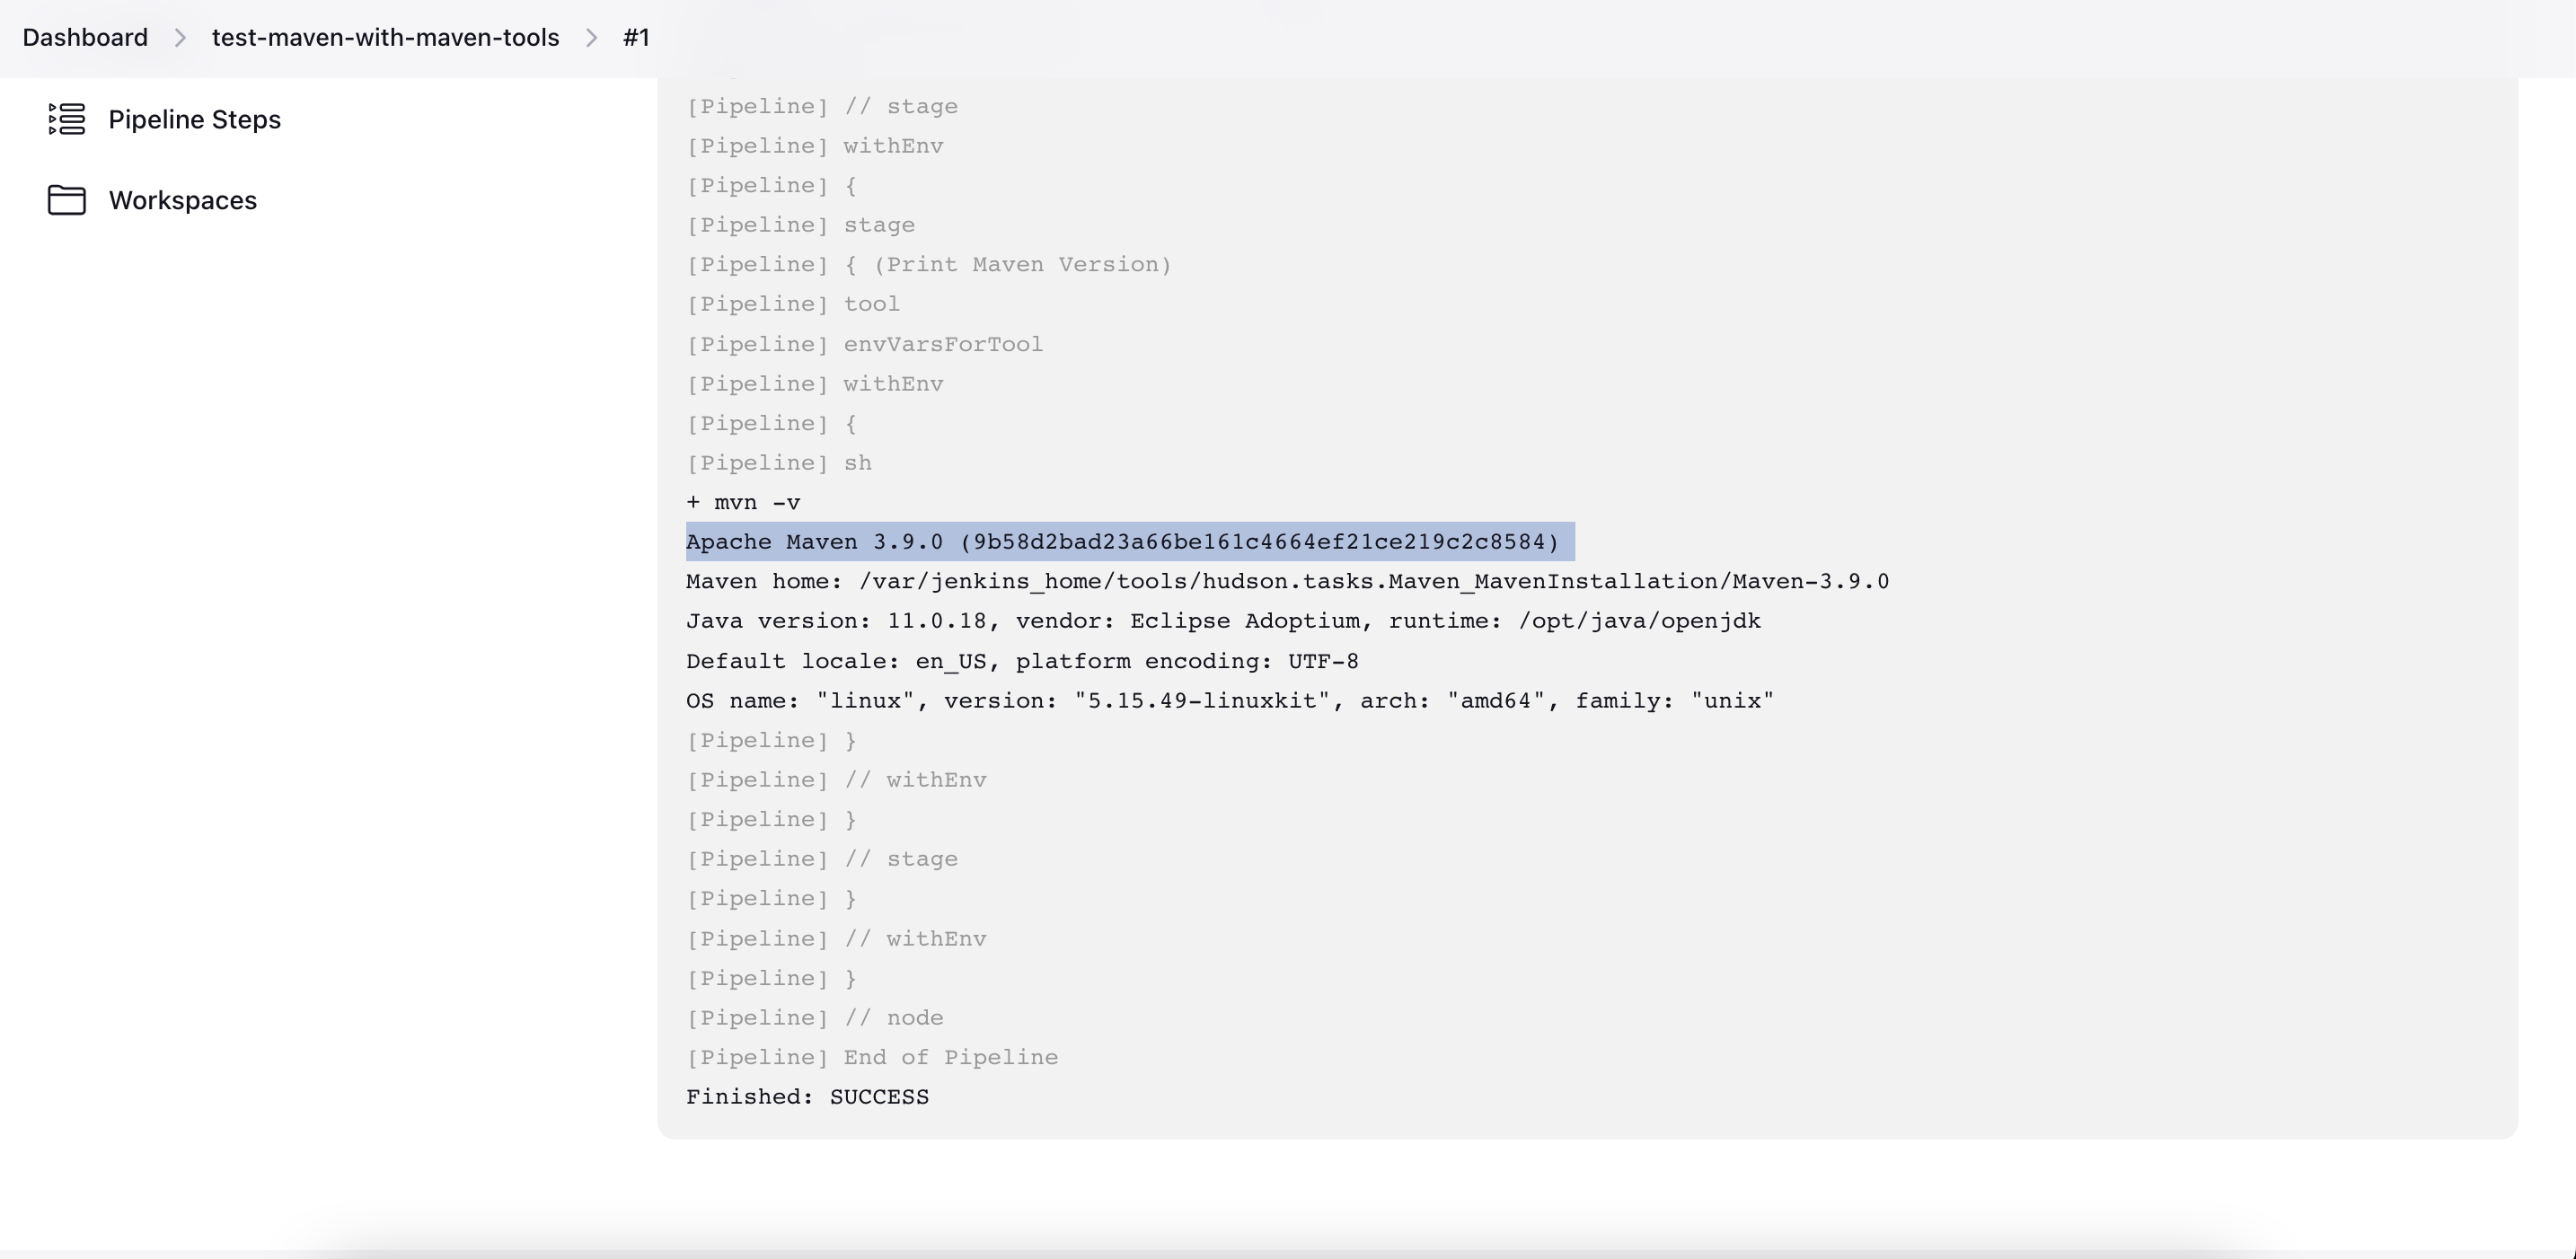 Dashboard > test-maven-with-maven-tools > #1
Pipeline Steps
Workspaces
[Pipeline] // stage
[Pipeline] withEnv
[Pipeline] {
[Pipeline] stage
[Pipeline] { (Print Maven Version)
[Pipeline] tool
[Pipeline] envVarsForTool
[Pipeline] withEnv
[Pipeline] {
[Pipeline] sh
+ mvn -v
Apache Maven 3.9.0 (9b58d2bad23a66be161c4664ef21ce219c2c8584)
Maven home: /var/jenkins_home/tools/hudson.tasks.Maven_MavenInstallation/Maven-3.9.0
Java version: 11.0.18, vendor: Eclipse Adoptium, runtime: /opt/java/openjdk
Default locale: en_US, platform encoding: UTF-8
OS name: "linux", version: "5.15.49-linuxkit", arch: "amd64", family: "unix"
[Pipeline] }
[Pipeline] // withEnv
[Pipeline] }
[Pipeline] // stage
[Pipeline] }
[Pipeline] // withEnv
[Pipeline] }
[Pipeline] // node
[Pipeline] End of Pipeline
Finished: SUCCESS